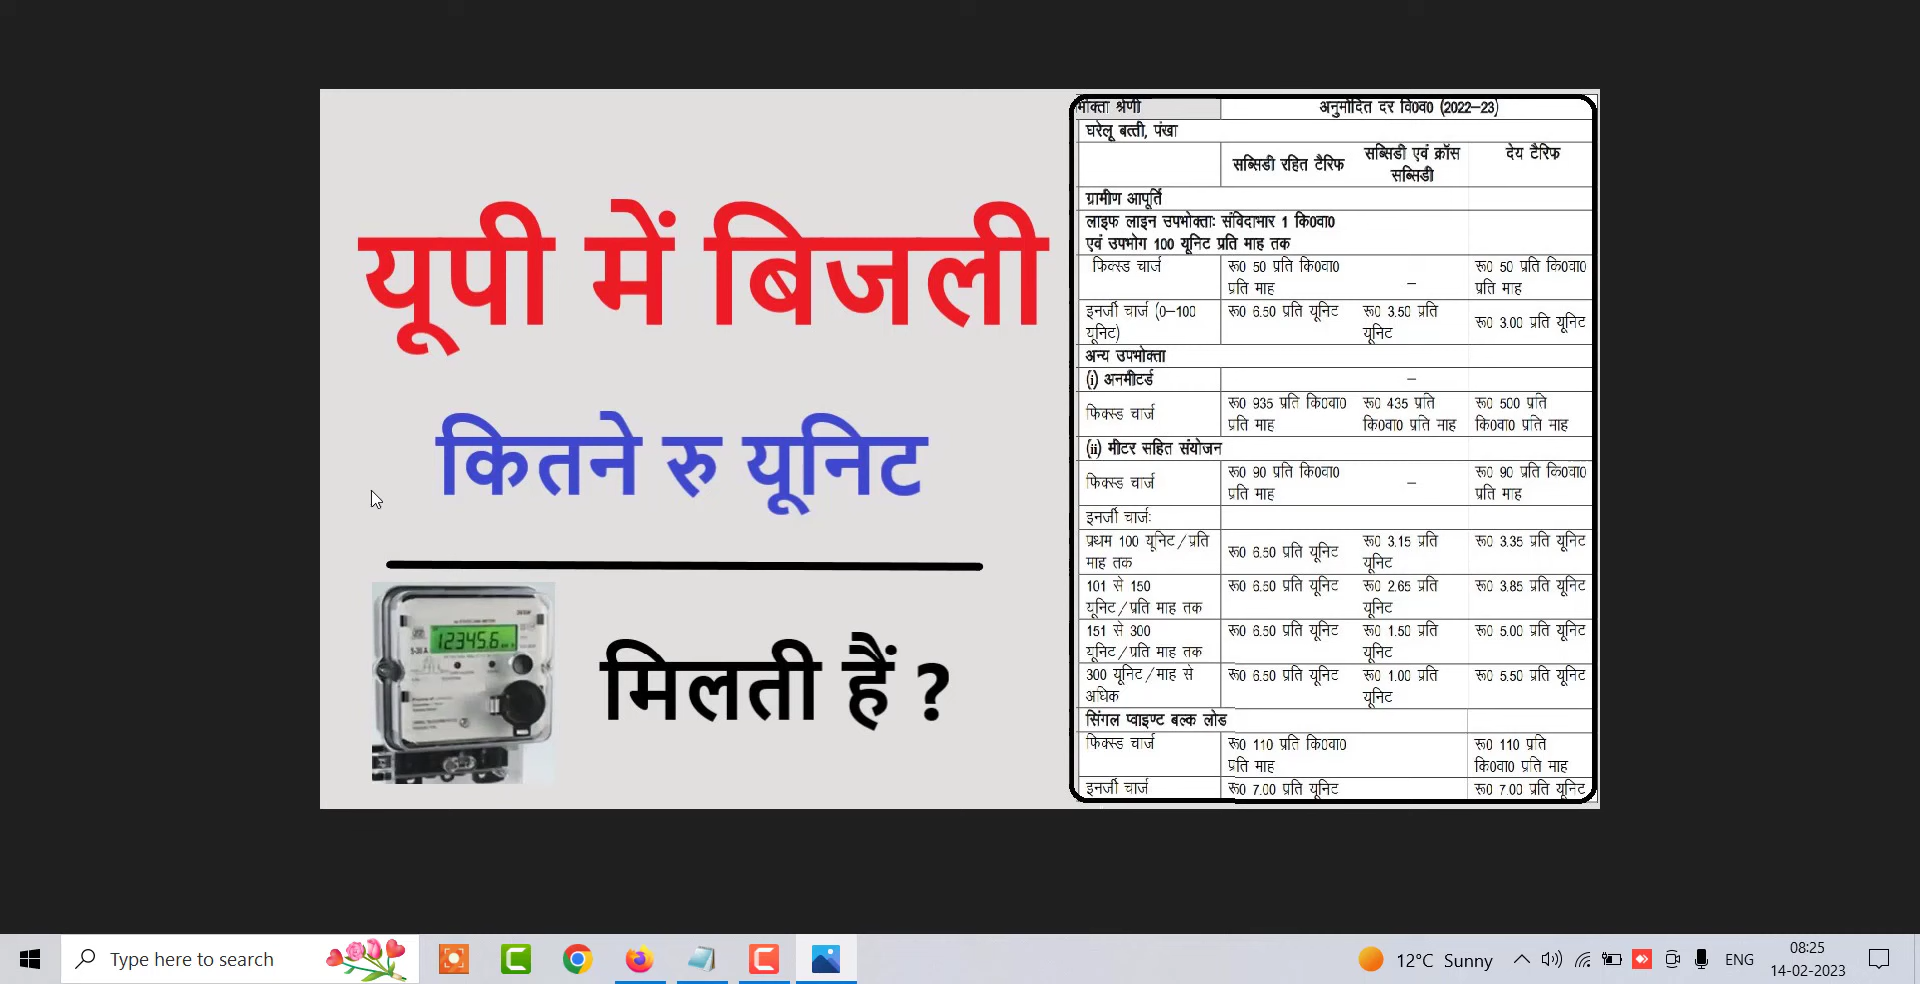 यूपी में बिजली
कितने रु यूनिट
मिलती हैं ?
12345.6
5-30 A
भोक्ता श्रेणी
अनुमोदित दर वि0व0 (2022–23)
घरेलू बत्ती, पंखा
सब्सिडी रहित टैरिफ
सब्सिडी एवं क्रॉस
सब्सिडी
देय टैरिफ
ग्रामीण आपूर्ति
लाइफ लाइन उपभोक्ताः संविदाभार 1 कि0वा0
एवं उपभोग 100 यूनिट प्रति माह तक
फिक्स्ड चार्ज
रू0 50 प्रति कि0वा0
प्रति माह
–
रू0 50 प्रति कि0वा0
प्रति माह
इनर्जी चार्ज (0–100
यूनिट)
रू0 6.50 प्रति यूनिट
रू0 3.50 प्रति
यूनिट
रू0 3.00 प्रति यूनिट
अन्य उपभोक्ता
(i) अनमीटर्ड
–
फिक्स्ड चार्ज
रू0 935 प्रति कि0वा0
प्रति माह
रू0 435 प्रति
कि0वा0 प्रति माह
रू0 500 प्रति
कि0वा0 प्रति माह
(ii) मीटर सहित संयोजन
फिक्स्ड चार्ज
रू0 90 प्रति कि0वा0
प्रति माह
–
रू0 90 प्रति कि0वा0
प्रति माह
इनर्जी चार्जः
प्रथम 100 यूनिट/प्रति
माह तक
रू0 6.50 प्रति यूनिट
रू0 3.15 प्रति
यूनिट
रू0 3.35 प्रति यूनिट
101 से 150
यूनिट/प्रति माह तक
रू0 6.50 प्रति यूनिट
रू0 2.65 प्रति
यूनिट
रू0 3.85 प्रति यूनिट
151 से 300
यूनिट/प्रति माह तक
रू0 6.50 प्रति यूनिट
रू0 1.50 प्रति
यूनिट
रू0 5.00 प्रति यूनिट
300 यूनिट/माह से
अधिक
रू0 6.50 प्रति यूनिट
रू0 1.00 प्रति
यूनिट
रू0 5.50 प्रति यूनिट
सिंगल प्वाइण्ट बल्क लोड
फिक्स्ड चार्ज
रू0 110 प्रति कि0वा0
प्रति माह
रू0 110 प्रति
कि0वा0 प्रति माह
इनर्जी चार्ज
रू0 7.00 प्रति यूनिट
रू0 7.00 प्रति यूनिट
Type here to search
12°C Sunny
ENG
08:25
14-02-2023